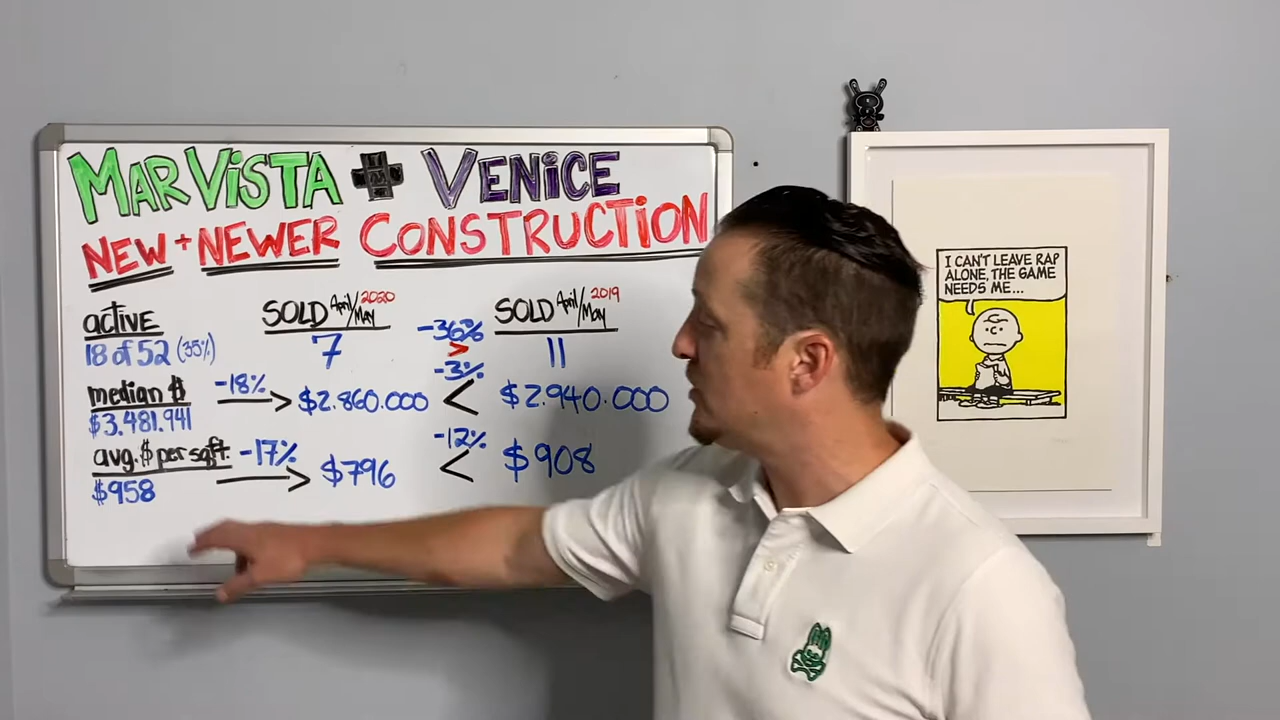 MAR VISTA + VENICE
NEW + NEWER CONSTRUCTION
active
18 of 52 (35%)
median $
$3.481.941
avg. $ per sqft.
$958
-18%
-17%
SOLD April/May 2020
7
$2.860.000
$796
-36%
>
-3%
<
-12%
<
SOLD April/May 2019
11
$2.940.000
$908
I CAN'T LEAVE RAP
ALONE, THE GAME
NEEDS ME...